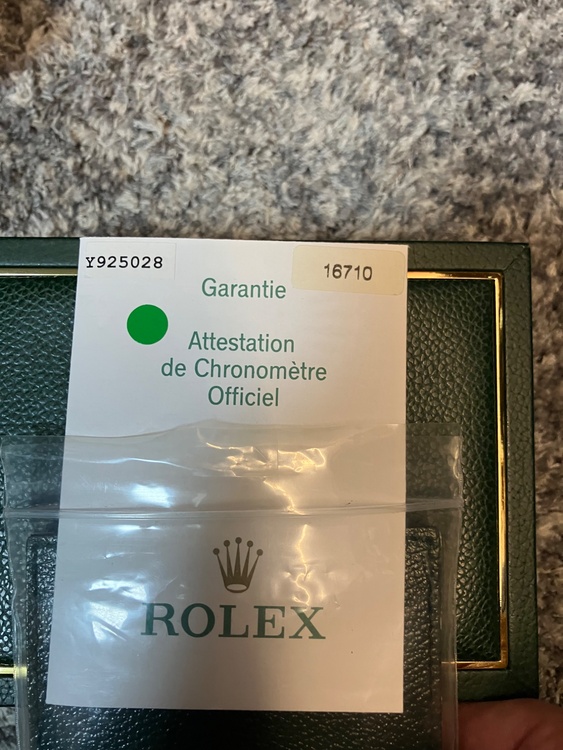 Y925028
16710
Garantie
Attestation
de Chronomètre
Officiel
ROLEX